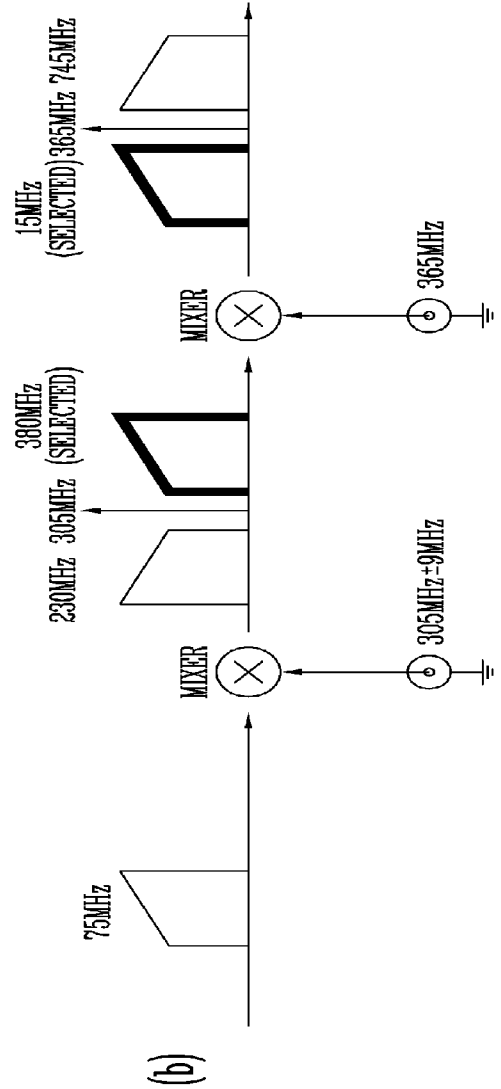 (b)
75MHz
MIXER
305MHz±9MHz
230MHz 305MHz
380MHz
(SELECTED)
MIXER
365MHz
15MHz
(SELECTED) 365MHz 745MHz